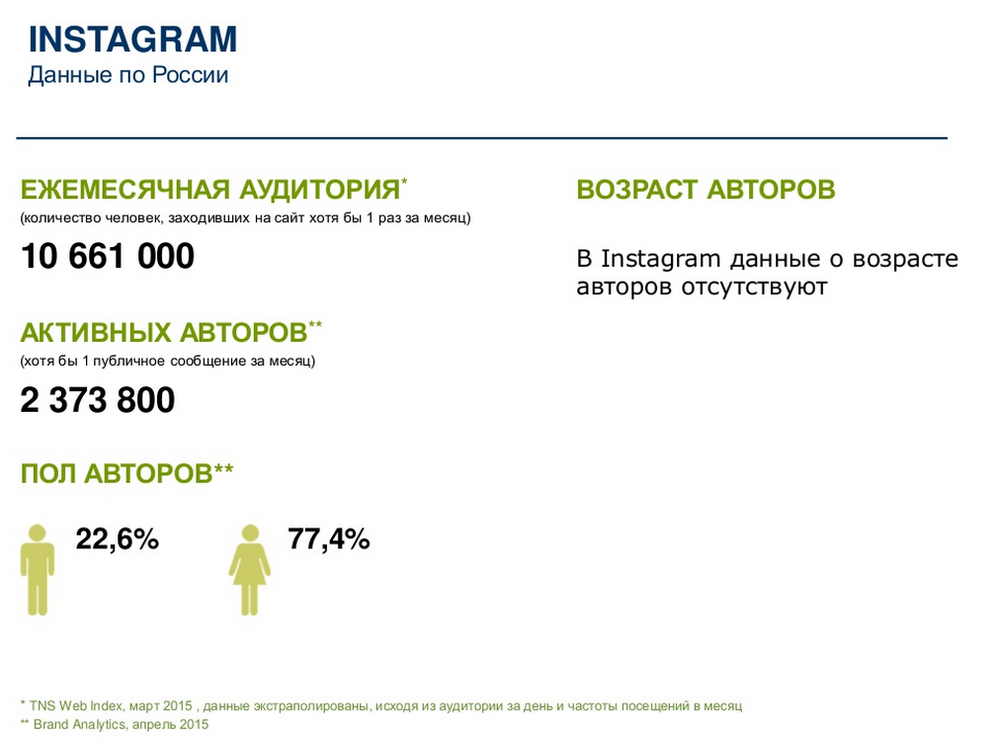 INSTAGRAM
Данные по России
ЕЖЕМЕСЯЧНАЯ АУДИТОРИЯ*
(количество человек, заходивших на сайт хотя бы 1 раз за месяц)
10 661 000
АКТИВНЫХ АВТОРОВ**
(хотя бы 1 публичное сообщение за месяц)
2 373 800
ПОЛ АВТОРОВ**
22,6% 77,4%
ВОЗРАСТ АВТОРОВ
В Instagram данные о возрасте
авторов отсутствуют
* TNS Web Index, март 2015 , данные экстраполированы, исходя из аудитории за день и частоты посещений в месяц
** Brand Analytics, апрель 2015